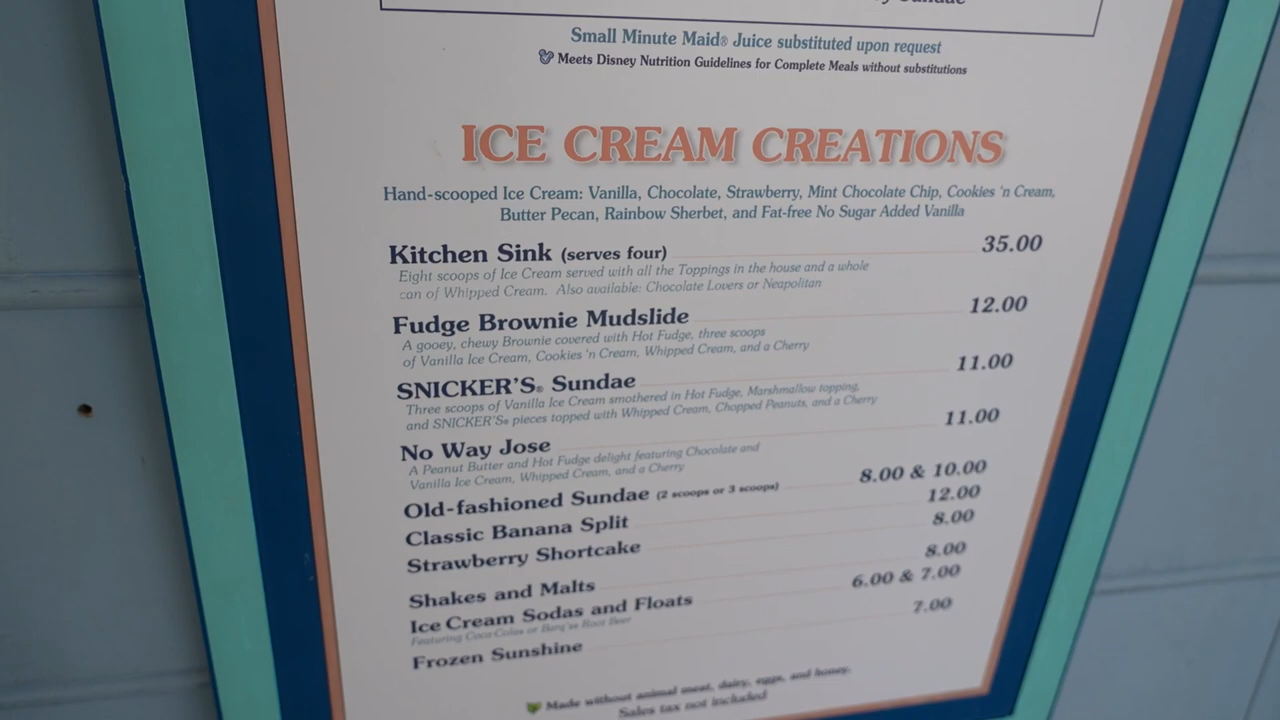 Sundae
Small Minute Maid® Juice substituted upon request
Meets Disney Nutrition Guidelines for Complete Meals without substitutions
ICE CREAM CREATIONS
Hand-scooped Ice Cream: Vanilla, Chocolate, Strawberry, Mint Chocolate Chip, Cookies 'n Cream,
Butter Pecan, Rainbow Sherbet, and Fat-free No Sugar Added Vanilla
Kitchen Sink (serves four) 35.00
Eight scoops of Ice Cream served with all the Toppings in the house and a whole
can of Whipped Cream. Also available: Chocolate Lovers or Neapolitan
Fudge Brownie Mudslide 12.00
A gooey, chewy Brownie covered with Hot Fudge, three scoops
of Vanilla Ice Cream, Cookies 'n Cream, Whipped Cream, and a Cherry
SNICKER'S® Sundae 11.00
Three scoops of Vanilla Ice Cream smothered in Hot Fudge, Marshmallow topping,
and SNICKER'S® pieces topped with Whipped Cream, Chopped Peanuts, and a Cherry
No Way Jose 11.00
A Peanut Butter and Hot Fudge delight featuring Chocolate and
Vanilla Ice Cream, Whipped Cream, and a Cherry
Old-fashioned Sundae (2 scoops or 3 scoops) 8.00 & 10.00
Classic Banana Split 12.00
Strawberry Shortcake 8.00
Shakes and Malts 8.00
Ice Cream Sodas and Floats 6.00 & 7.00
Featuring Coca-Cola® or Barq's® Root Beer
Frozen Sunshine 7.00
Made without animal meat, dairy, eggs, and honey.
Sales tax not included